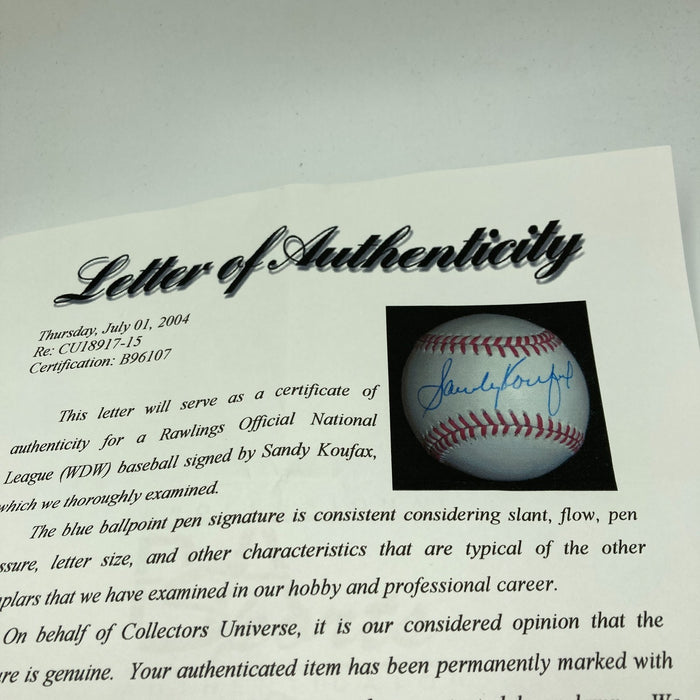 Letter of Authenticity
Thursday, July 01, 2004
Re: CU18917-15
Certification: B96107
Sandy Koufax
This letter will serve as a certificate of
authenticity for a Rawlings Official National
League (WDW) baseball signed by Sandy Koufax,
which we thoroughly examined.
The blue ballpoint pen signature is consistent considering slant, flow, pen
ssure, letter size, and other characteristics that are typical of the other
plars that we have examined in our hobby and professional career.
On behalf of Collectors Universe, it is our considered opinion that the
re is genuine. Your authenticated item has been permanently marked with
We